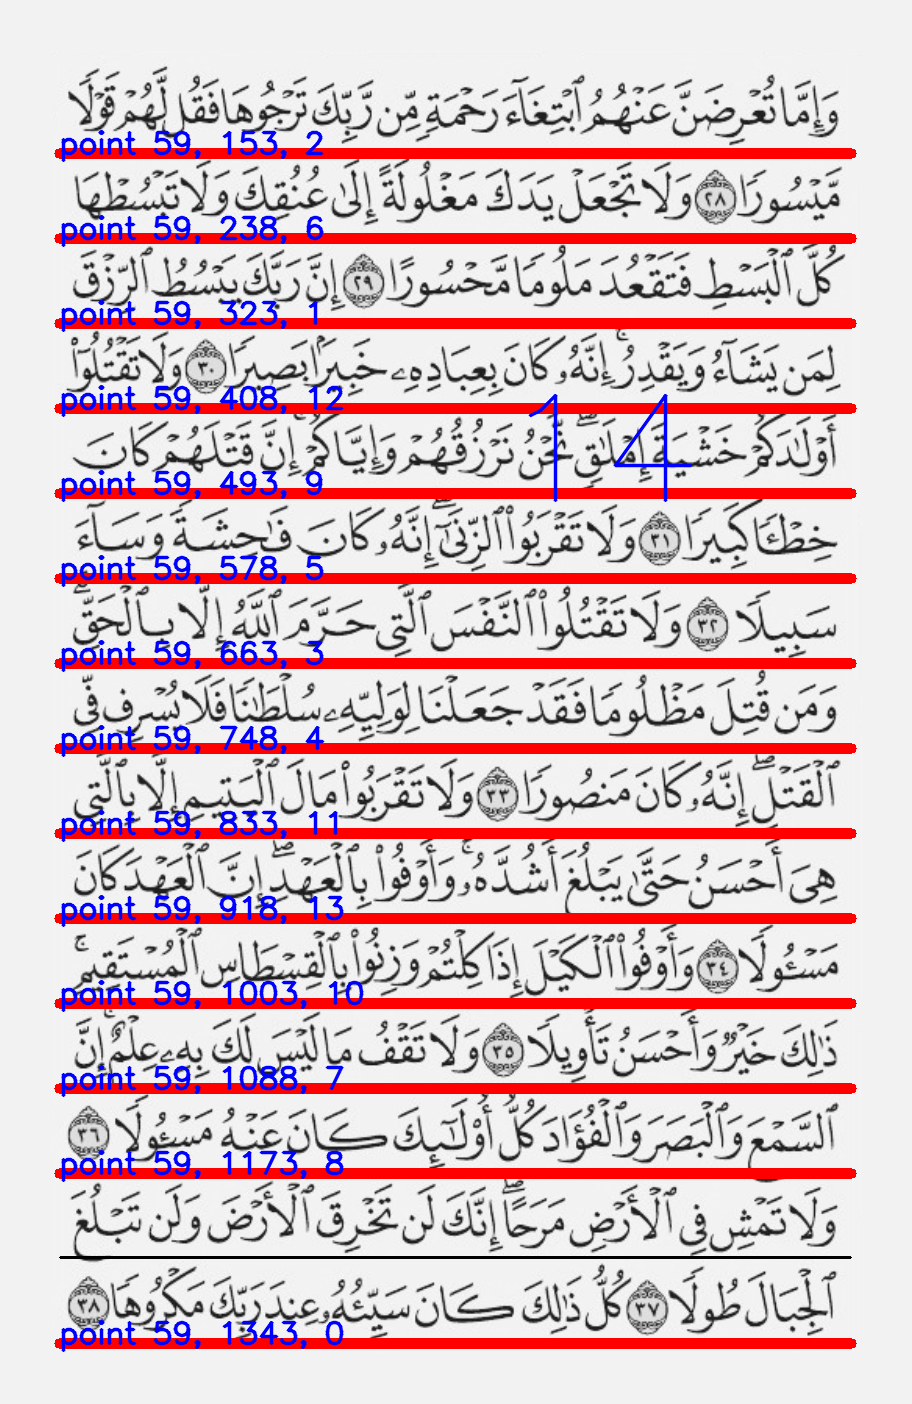 وَإِمَّا تُعْرِضَنَّ عَنْهُمُ ٱبْتِغَآءَ رَحْمَةٍ مِّن رَّبِّكَ تَرْجُوهَا فَقُل لَّهُمْ قَوْلًا
point 59, 153, 2
مَّيْسُورًا ٢٨ وَلَا تَجْعَلْ يَدَكَ مَغْلُولَةً إِلَىٰ عُنُقِكَ وَلَا تَبْسُطْهَا
point 59, 238, 6
كُلَّ ٱلْبَسْطِ فَتَقْعُدَ مَلُومًا مَّحْسُورًا ٢٩ إِنَّ رَبَّكَ يَبْسُطُ ٱلرِّزْقَ
point 59, 323, 1
لِمَن يَشَآءُ وَيَقْدِرُ ۚ إِنَّهُۥ كَانَ بِعِبَادِهِۦ خَبِيرًۢا بَصِيرًا ٣٠ وَلَا تَقْتُلُوٓا۟
point 59, 408, 12
14
أَوْلَٰدَكُمْ خَشْيَةَ إِمْلَٰقٍ ۖ نَّحْنُ نَرْزُقُهُمْ وَإِيَّاكُمْ ۚ إِنَّ قَتْلَهُمْ كَانَ
point 59, 493, 9
خِطْـًٔا كَبِيرًا ٣١ وَلَا تَقْرَبُوا۟ ٱلزِّنَىٰٓ ۖ إِنَّهُۥ كَانَ فَٰحِشَةً وَسَآءَ
point 59, 578, 5
سَبِيلًا ٣٢ وَلَا تَقْتُلُوا۟ ٱلنَّفْسَ ٱلَّتِى حَرَّمَ ٱللَّهُ إِلَّا بِٱلْحَقِّ ۗ
point 59, 663, 3
وَمَن قُتِلَ مَظْلُومًا فَقَدْ جَعَلْنَا لِوَلِيِّهِۦ سُلْطَٰنًا فَلَا يُسْرِف فِّى
point 59, 748, 4
ٱلْقَتْلِ ۖ إِنَّهُۥ كَانَ مَنصُورًا ٣٣ وَلَا تَقْرَبُوا۟ مَالَ ٱلْيَتِيمِ إِلَّا بِٱلَّتِى
point 59, 833, 11
هِىَ أَحْسَنُ حَتَّىٰ يَبْلُغَ أَشُدَّهُۥ ۚ وَأَوْفُوا۟ بِٱلْعَهْدِ ۖ إِنَّ ٱلْعَهْدَ كَانَ
point 59, 918, 13
مَسْـُٔولًا ٣٤ وَأَوْفُوا۟ ٱلْكَيْلَ إِذَا كِلْتُمْ وَزِنُوا۟ بِٱلْقِسْطَاسِ ٱلْمُسْتَقِيمِ ۚ
point 59, 1003, 10
ذَٰلِكَ خَيْرٌ وَأَحْسَنُ تَأْوِيلًا ٣٥ وَلَا تَقْفُ مَا لَيْسَ لَكَ بِهِۦ عِلْمٌ ۚ إِنَّ
point 59, 1088, 7
ٱلسَّمْعَ وَٱلْبَصَرَ وَٱلْفُؤَادَ كُلُّ أُو۟لَٰٓئِكَ كَانَ عَنْهُ مَسْـُٔولًا ٣٦
point 59, 1173, 8
وَلَا تَمْشِ فِى ٱلْأَرْضِ مَرَحًا ۖ إِنَّكَ لَن تَخْرِقَ ٱلْأَرْضَ وَلَن تَبْلُغَ
ٱلْجِبَالَ طُولًا ٣٧ كُلُّ ذَٰلِكَ كَانَ سَيِّئُهُۥ عِندَ رَبِّكَ مَكْرُوهًا ٣٨
point 59, 1343, 0